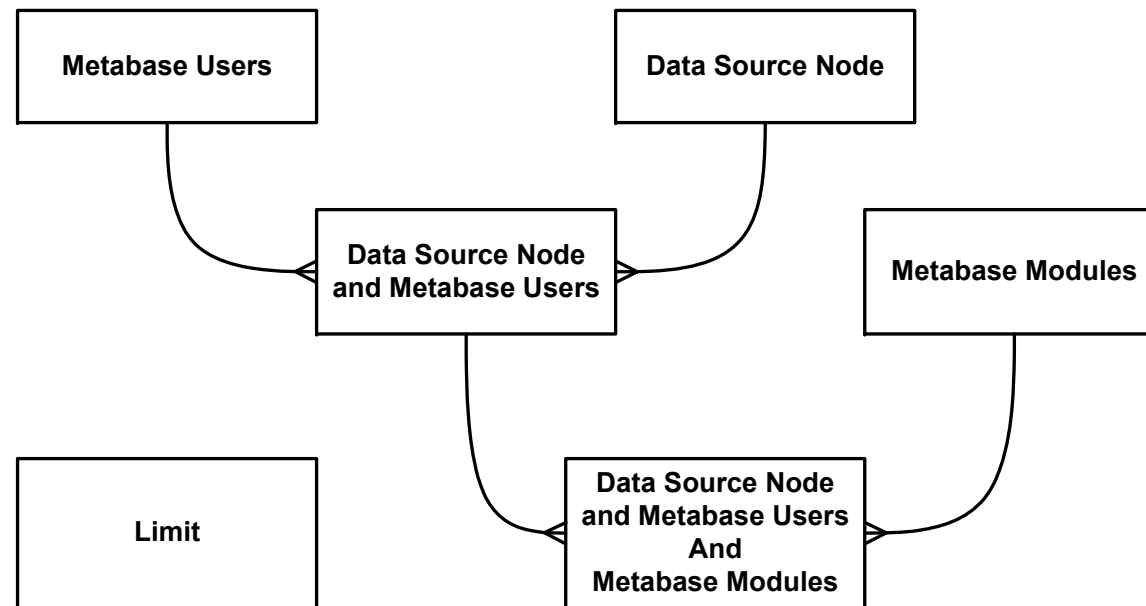 Metabase Users
Data Source Node
Data Source Node
and Metabase Users
Metabase Modules
Limit
Data Source Node
and Metabase Users
And
Metabase Modules